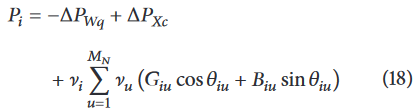 P_i = −ΔP_{Wq} + ΔP_{Xc}
+ ν_i \sum_{u=1}^{M_N} ν_u (G_{iu} cos θ_{iu} + B_{iu} sin θ_{iu}) (18)